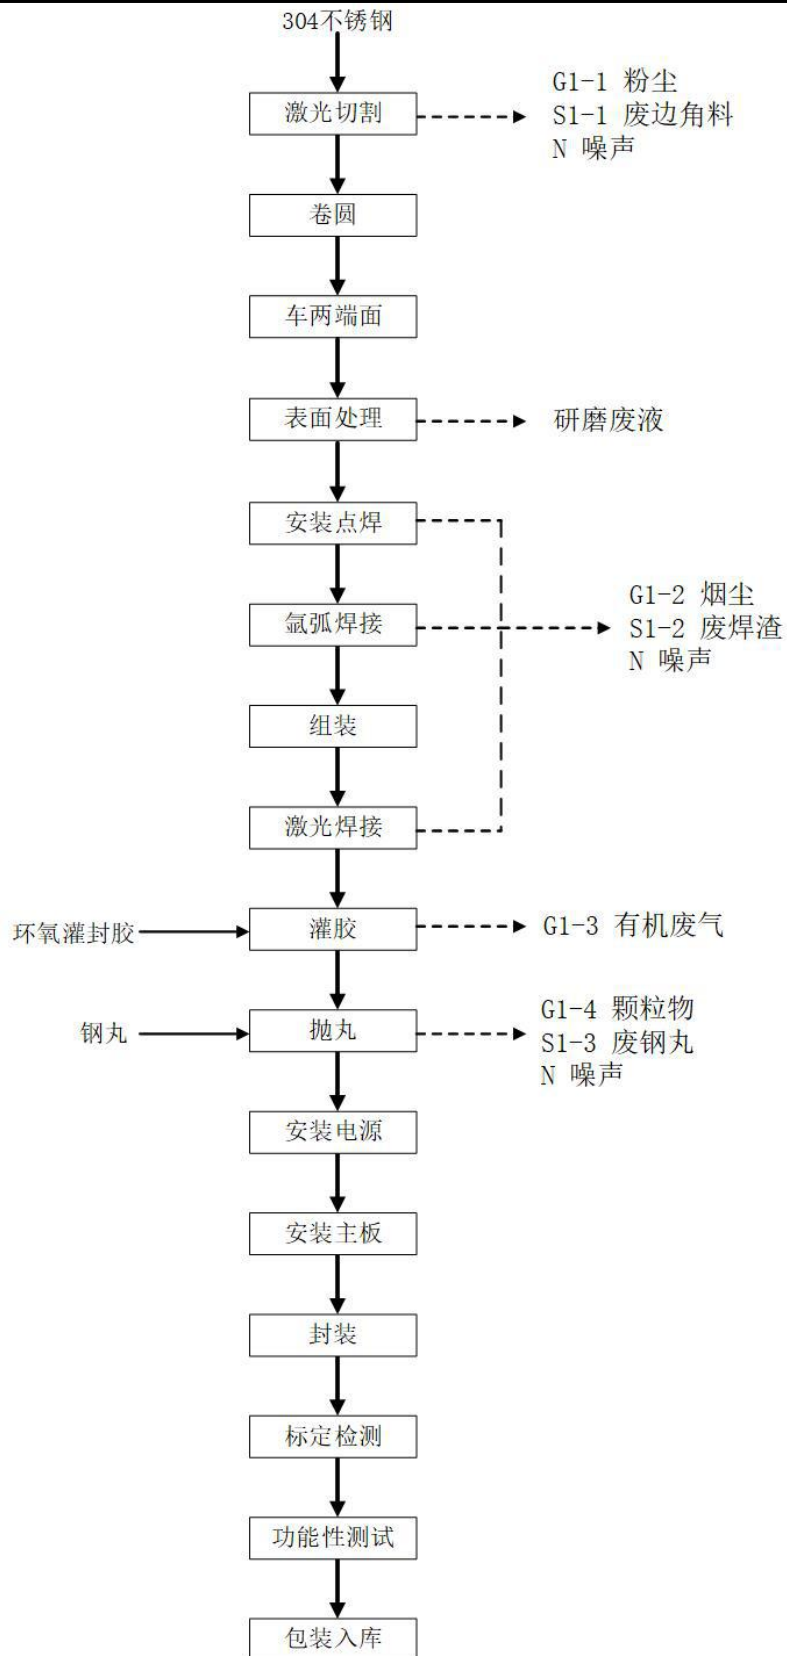 304不锈钢
激光切割
G1-1 粉尘
S1-1 废边角料
N 噪声
卷圆
车两端面
表面处理
研磨废液
安装点焊
氩弧焊接
G1-2 烟尘
S1-2 废焊渣
N 噪声
组装
激光焊接
环氧灌封胶
灌胶
G1-3 有机废气
钢丸
抛丸
G1-4 颗粒物
S1-3 废钢丸
N 噪声
安装电源
安装主板
封装
标定检测
功能性测试
包装入库